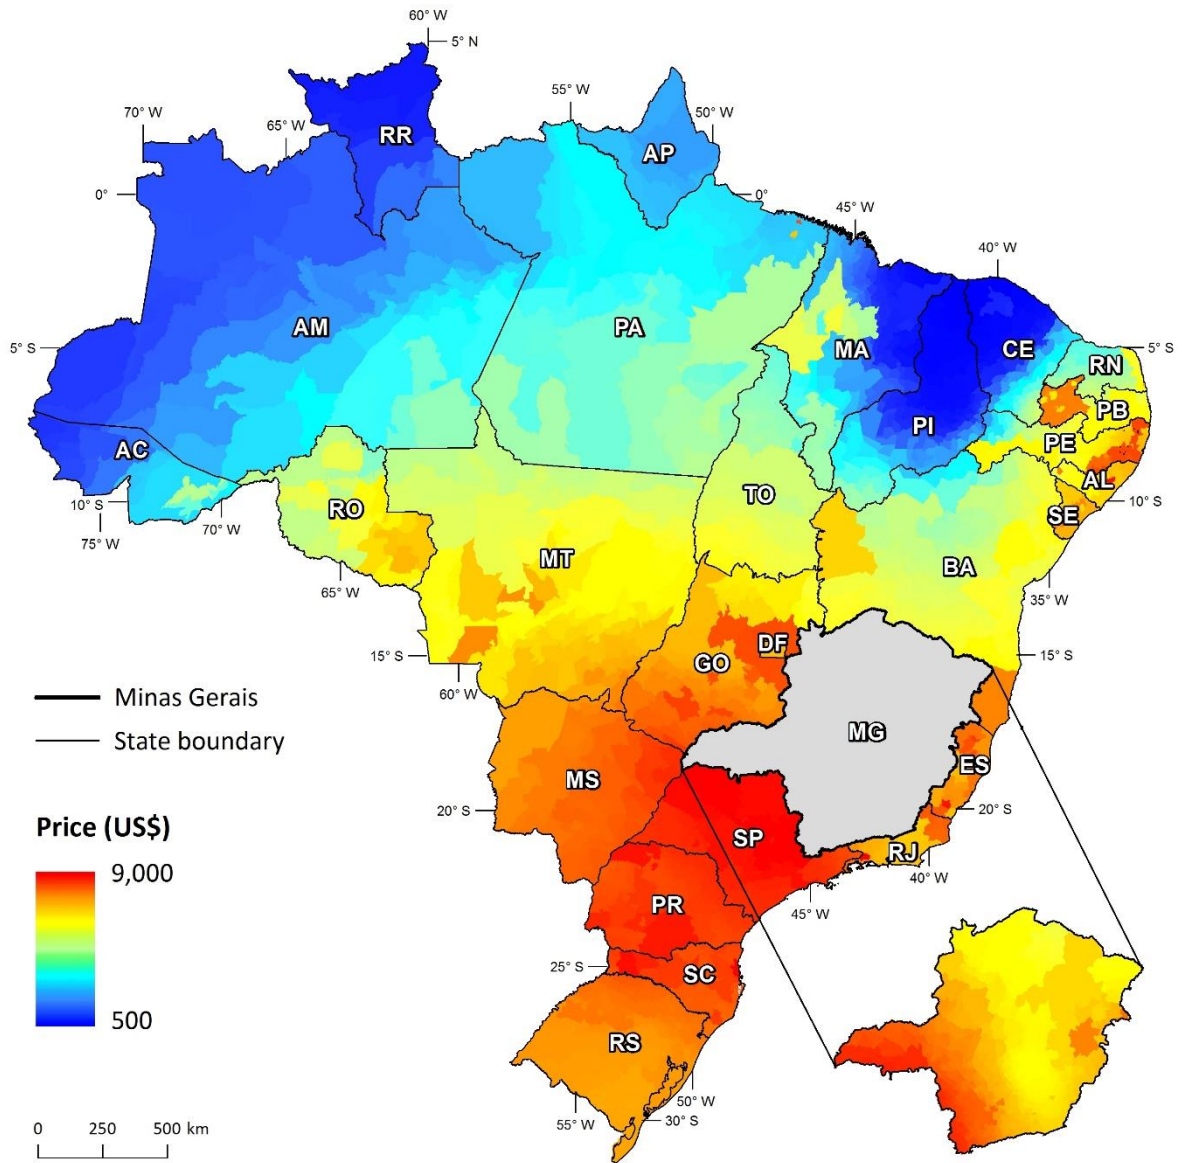 60° W
5° N
70° W
65° W
55° W
50° W
RR
AP
0°
0°
45° W
40° W
AM
PA
MA
CE
5° S
5° S
RN
PB
PI
PE
AC
AL
TO
10° S
10° S
RO
SE
70° W
75° W
MT
BA
65° W
35° W
DF
15° S
GO
15° S
60° W
Minas Gerais
MG
State boundary
ES
MS
20° S
20° S
Price (US$)
SP
RJ
9,000
40° W
PR
45° W
25° S
SC
500
RS
50° W
30° S
55° W
0 250 500 km